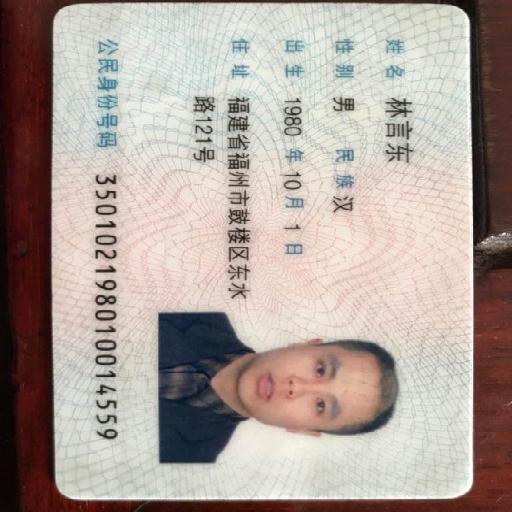 姓名 林言东
性别 男 民族 汉
出生 1980 年 10 月 1 日
住址 福建省福州市鼓楼区东水
路121号
公民身份号码 350102198010014559